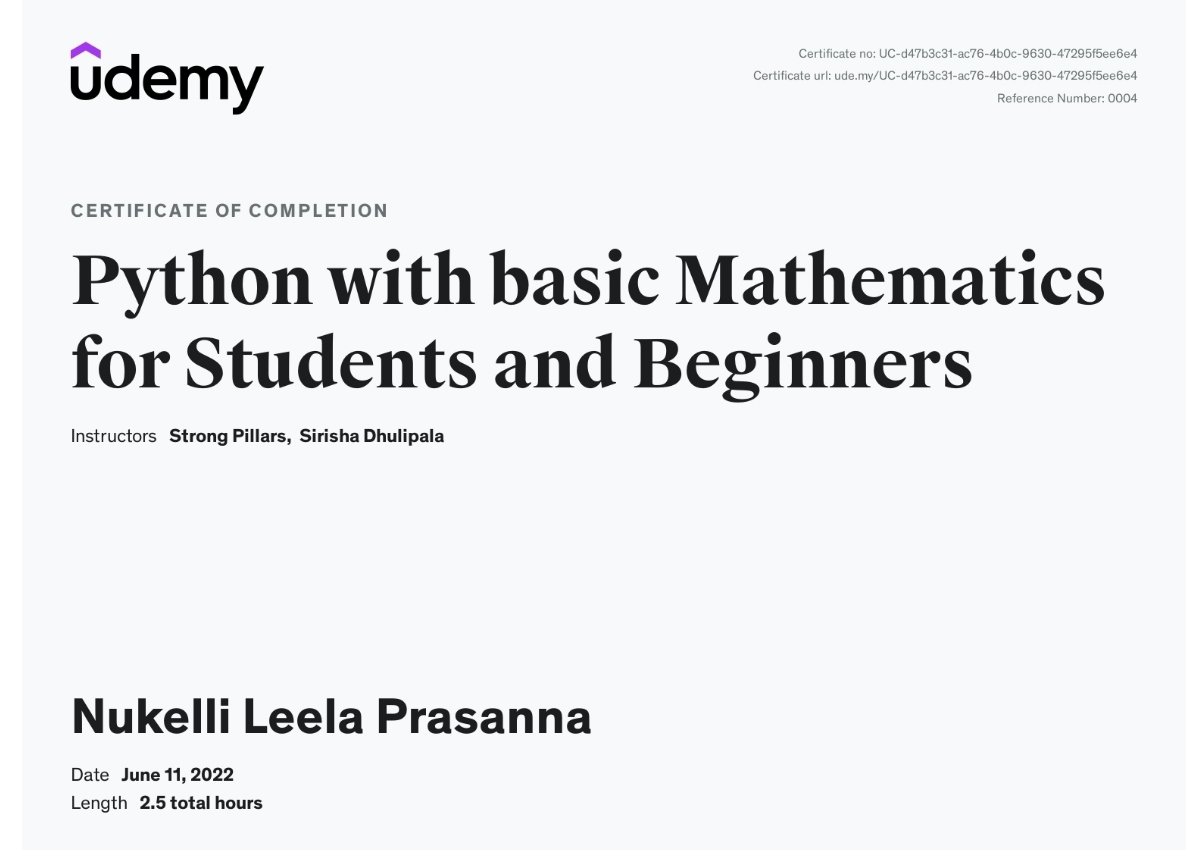 udemy
Certificate no: UC-d47b3c31-ac76-4b0c-9630-47295f5ee6e4
Certificate url: ude.my/UC-d47b3c31-ac76-4b0c-9630-47295f5ee6e4
Reference Number: 0004
CERTIFICATE OF COMPLETION
Python with basic Mathematics
for Students and Beginners
Instructors Strong Pillars, Sirisha Dhulipala
Nukelli Leela Prasanna
Date June 11, 2022
Length 2.5 total hours